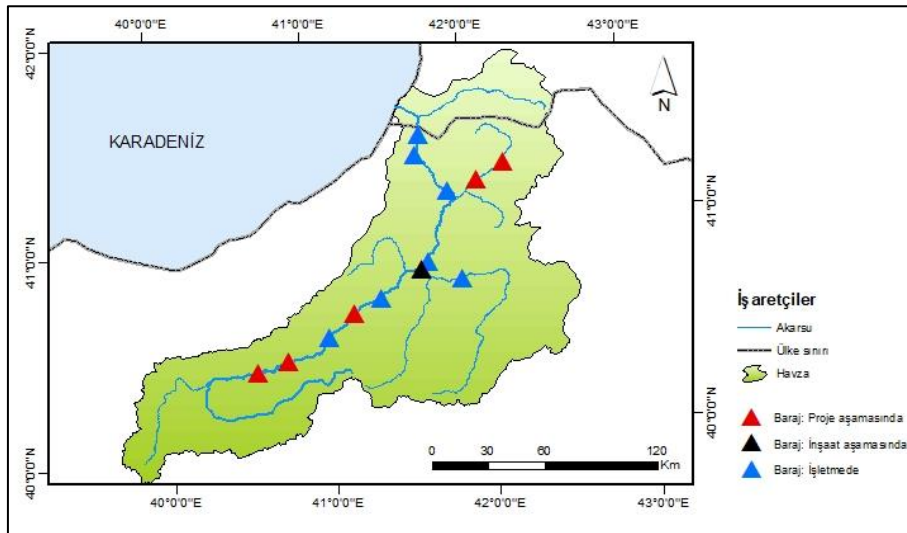 40°0'0"E 41°0'0"E 42°0'0"E 43°0'0"E
42°0'0"N
N
KARADENİZ
41°0'0"N
41°0'0"N
İşaretçiler
Akarsu
Ülke sınırı
Havza
40°0'0"N
Baraj: Proje aşamasında
Baraj: İnşaat aşamasında
Baraj: İşletmede
0 30 60 120
Km
40°0'0"N
40°0'0"E 41°0'0"E 42°0'0"E 43°0'0"E